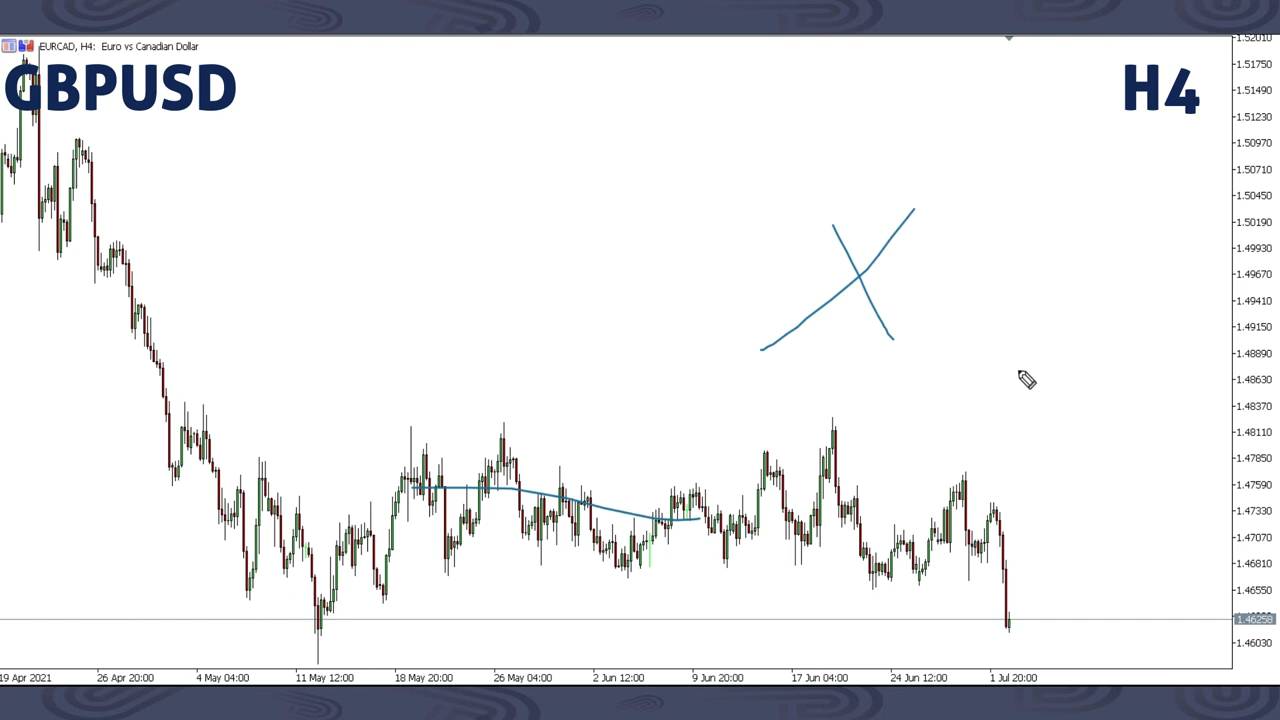 EURCAD, H4: Euro vs Canadian Dollar
GBPUSD
H4
1.52010
1.51750
1.51490
1.51230
1.50970
1.50710
1.50450
1.50190
1.49930
1.49670
1.49410
1.49150
1.48890
1.48630
1.48370
1.48110
1.47850
1.47590
1.47330
1.47070
1.46810
1.46550
1.46258
1.46030
19 Apr 2021
26 Apr 20:00
4 May 04:00
11 May 12:00
18 May 20:00
26 May 04:00
2 Jun 12:00
9 Jun 20:00
17 Jun 04:00
24 Jun 12:00
1 Jul 20:00